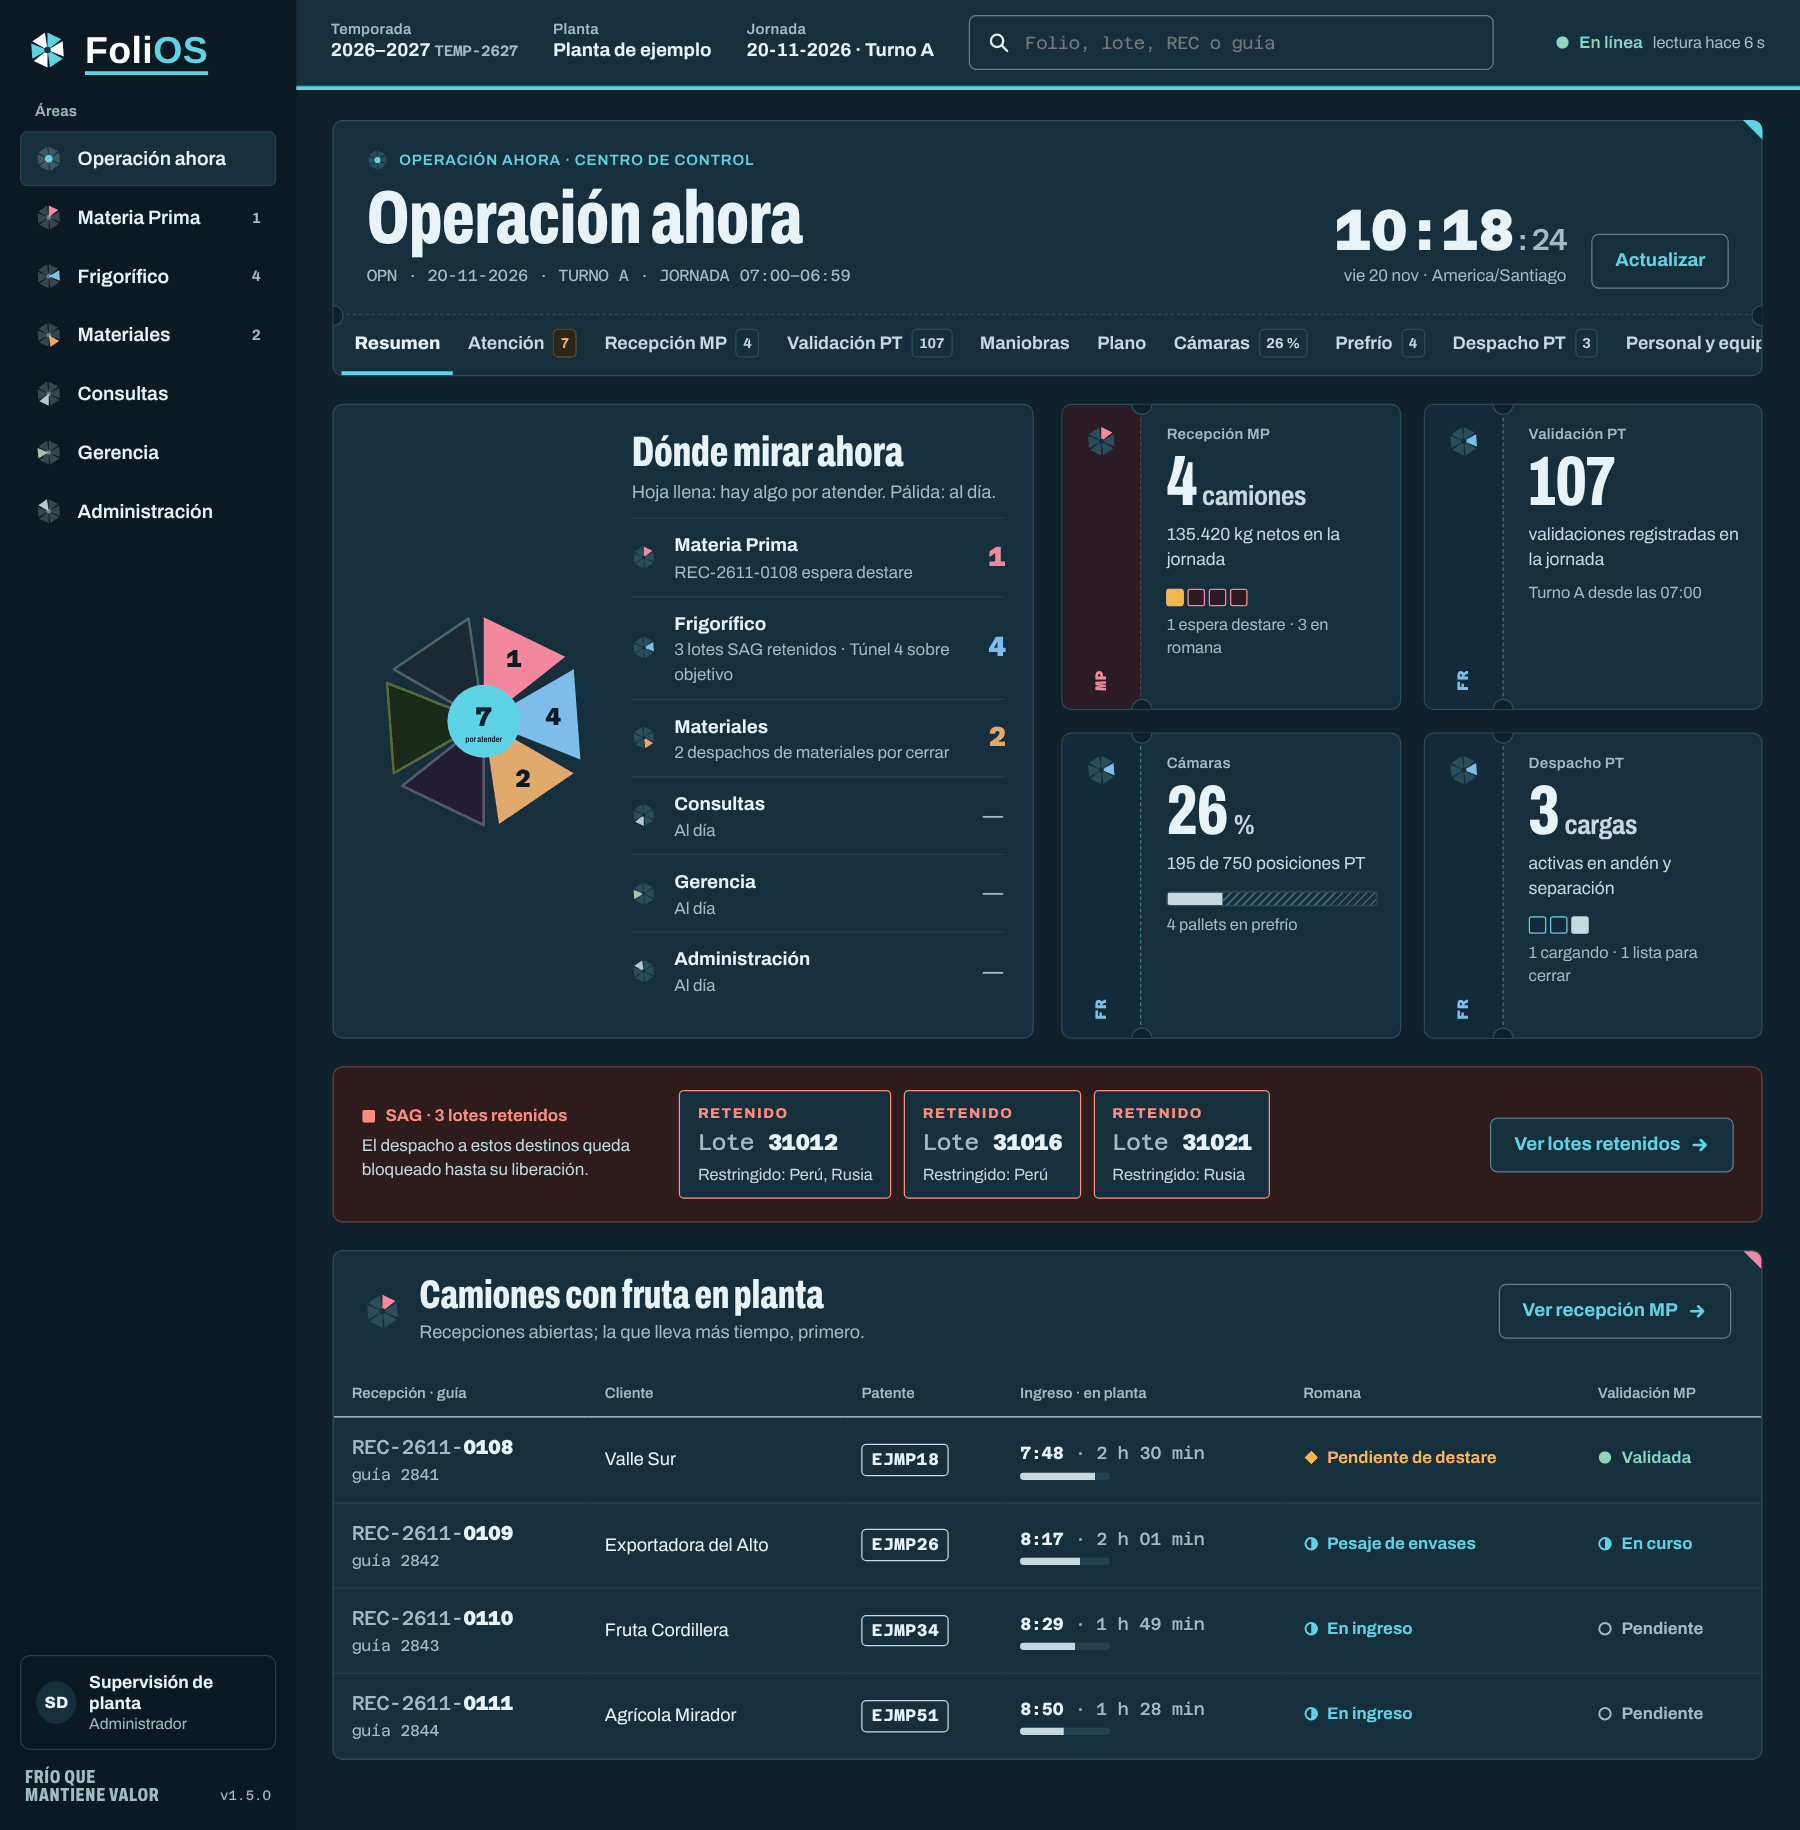 FoliOS
Áreas
Operación ahora
Materia Prima 1
Frigorífico 4
Materiales 2
Consultas
Gerencia
Administración
SD
Supervisión de
planta
Administrador
FRÍO QUE
MANTIENE VALOR
v1.5.0
Temporada
2026–2027 TEMP-2627
Planta
Planta de ejemplo
Jornada
20-11-2026 · Turno A
Folio, lote, REC o guía
En línea lectura hace 6 s
OPERACIÓN AHORA · CENTRO DE CONTROL
Operación ahora
OPN · 20-11-2026 · TURNO A · JORNADA 07:00–06:59
10:18:24
vie 20 nov · America/Santiago
Actualizar
Resumen Atención 7 Recepción MP 4 Validación PT 107 Maniobras Plano Cámaras 26 % Prefrío 4 Despacho PT 3 Personal y equip
1
4
2
7
por atender
Dónde mirar ahora
Hoja llena: hay algo por atender. Pálida: al día.
Materia Prima
REC-2611-0108 espera destare
1
Frigorífico
3 lotes SAG retenidos · Túnel 4 sobre
objetivo
4
Materiales
2 despachos de materiales por cerrar
2
Consultas
Al día
—
Gerencia
Al día
—
Administración
Al día
—
MP
Recepción MP
4 camiones
135.420 kg netos en la
jornada
1 espera destare · 3 en
romana
FR
Validación PT
107
validaciones registradas en
la jornada
Turno A desde las 07:00
FR
Cámaras
26 %
195 de 750 posiciones PT
4 pallets en prefrío
FR
Despacho PT
3 cargas
activas en andén y
separación
1 cargando · 1 lista para
cerrar
SAG · 3 lotes retenidos
El despacho a estos destinos queda
bloqueado hasta su liberación.
RETENIDO
Lote 31012
Restringido: Perú, Rusia
RETENIDO
Lote 31016
Restringido: Perú
RETENIDO
Lote 31021
Restringido: Rusia
Ver lotes retenidos →
Camiones con fruta en planta
Recepciones abiertas; la que lleva más tiempo, primero.
Ver recepción MP →
Recepción · guía Cliente Patente Ingreso · en planta Romana Validación MP
REC-2611-0108
guía 2841
Valle Sur EJMP18 7:48 · 2 h 30 min Pendiente de destare Validada
REC-2611-0109
guía 2842
Exportadora del Alto EJMP26 8:17 · 2 h 01 min Pesaje de envases En curso
REC-2611-0110
guía 2843
Fruta Cordillera EJMP34 8:29 · 1 h 49 min En ingreso Pendiente
REC-2611-0111
guía 2844
Agrícola Mirador EJMP51 8:50 · 1 h 28 min En ingreso Pendiente